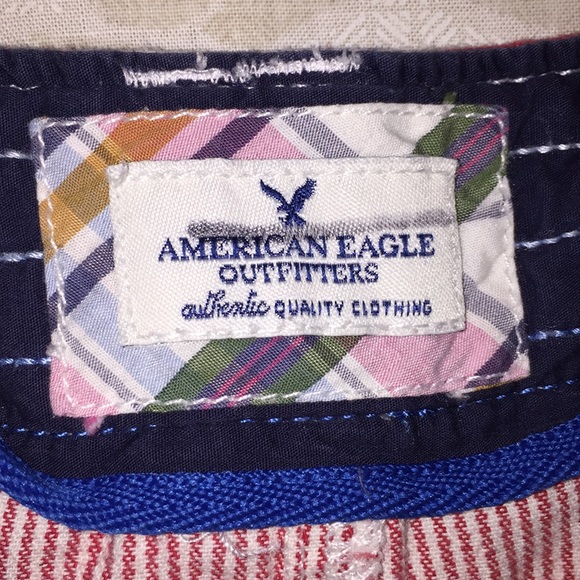 AMERICAN EAGLE
OUTFITTERS
authentic QUALITY CLOTHING